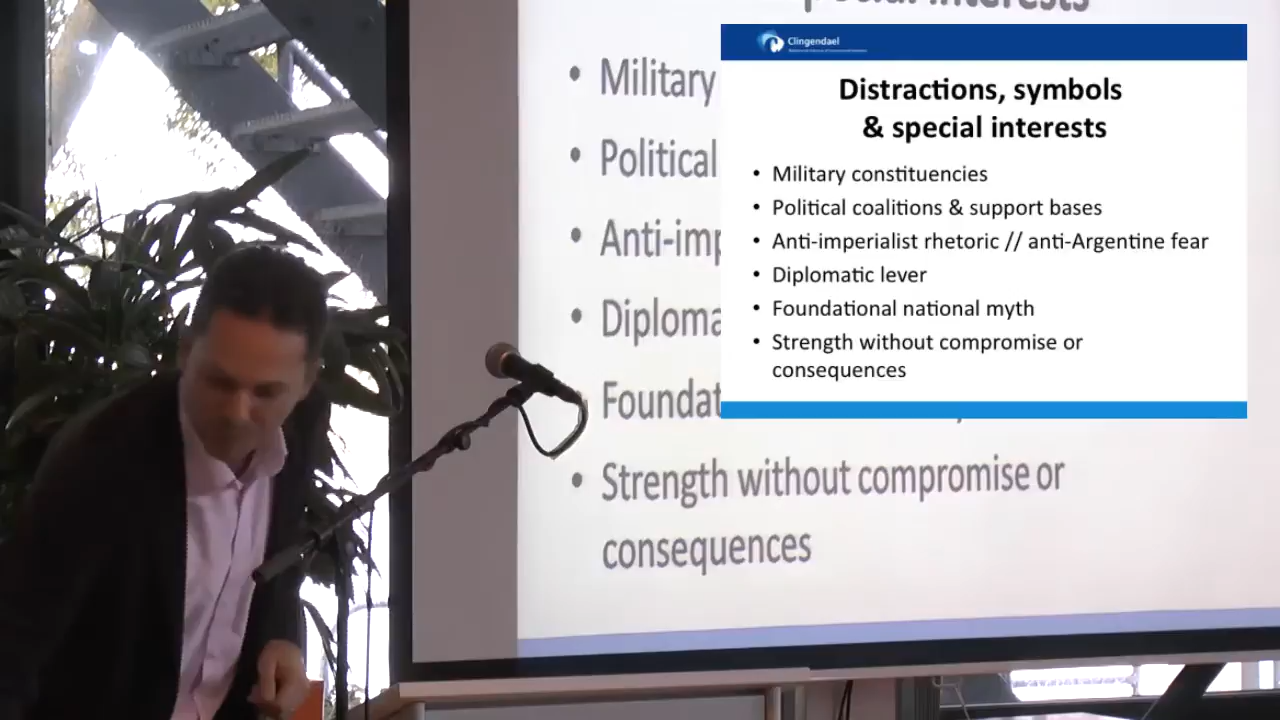 special interests
• Military
• Political
• Anti-imp
• Diploma
• Foundat
• Strength without compromise or
consequences
Clingendael
Distractions, symbols
& special interests
• Military constituencies
• Political coalitions & support bases
• Anti-imperialist rhetoric // anti-Argentine fear
• Diplomatic lever
• Foundational national myth
• Strength without compromise or
consequences